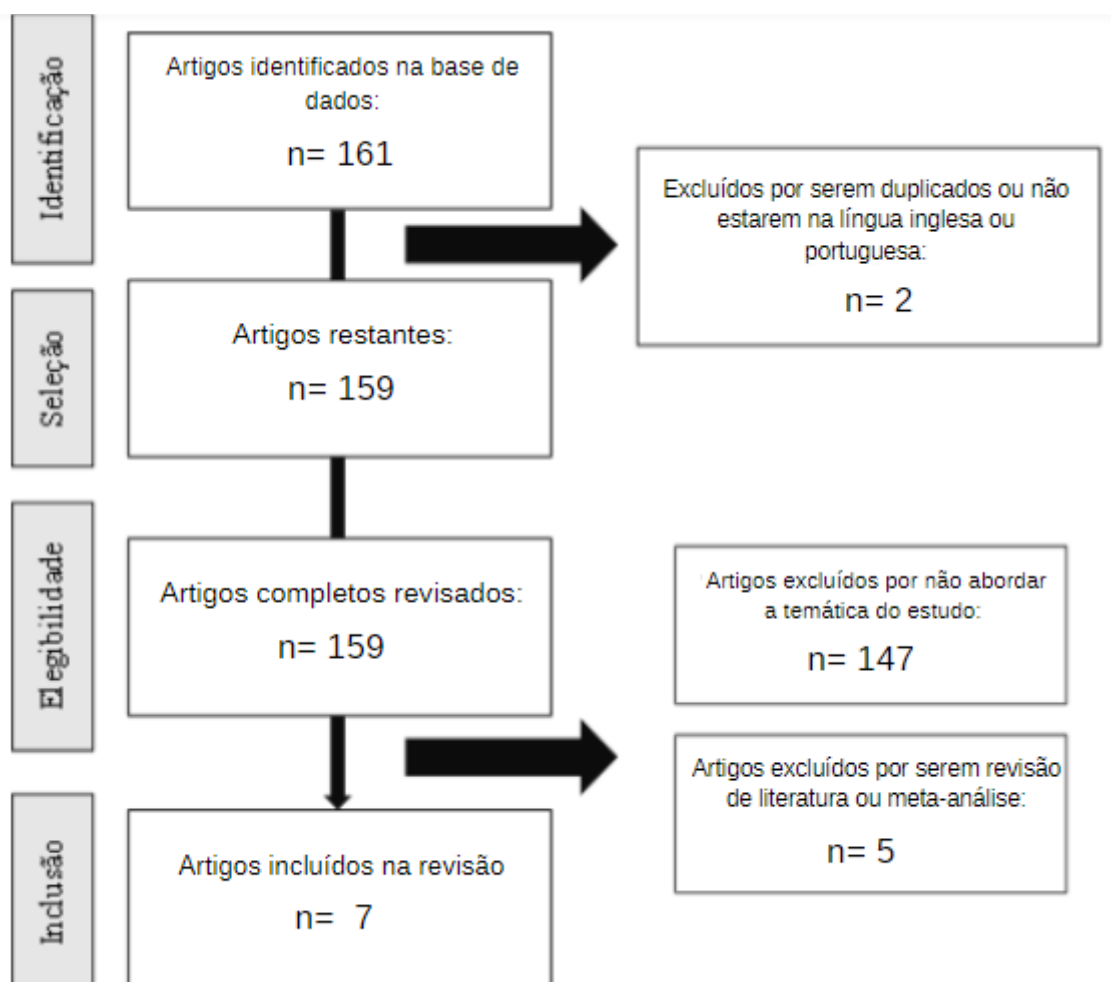 Identificação
Artigos identificados na base de
dados:
n= 161
Excluídos por serem duplicados ou não
estarem na língua inglesa ou
portuguesa:
n= 2
Seleção
Artigos restantes:
n= 159
Elegibilidade
Artigos completos revisados:
n= 159
Artigos excluídos por não abordar
a temática do estudo:
n= 147
Artigos excluídos por serem revisão
de literatura ou meta-análise:
n= 5
Inclusão
Artigos incluídos na revisão
n= 7